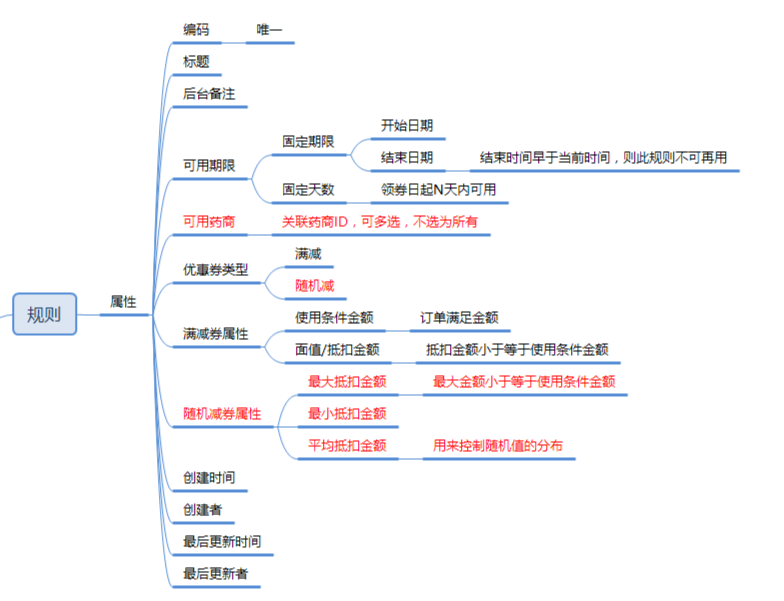 编码
唯一
标题
后台备注
可用期限
固定期限
开始日期
结束日期
结束时间早于当前时间，则此规则不可再用
固定天数
领券日起N天内可用
可用药商
关联药商ID，可多选，不选为所有
优惠券类型
满减
随机减
规则
属性
满减券属性
使用条件金额
订单满足金额
面值/抵扣金额
抵扣金额小于等于使用条件金额
随机减券属性
最大抵扣金额
最大金额小于等于使用条件金额
最小抵扣金额
平均抵扣金额
用来控制随机值的分布
创建时间
创建者
最后更新时间
最后更新者